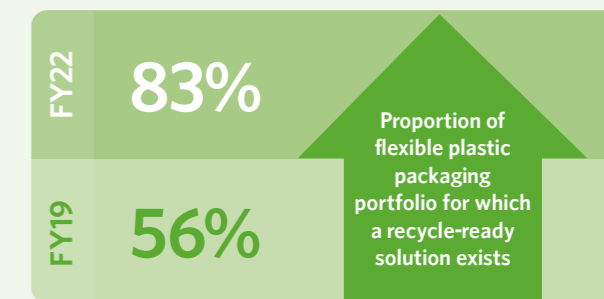 FY22
83%
FY19
56%
Proportion of
flexible plastic
packaging
portfolio for which
a recycle-ready
solution exists